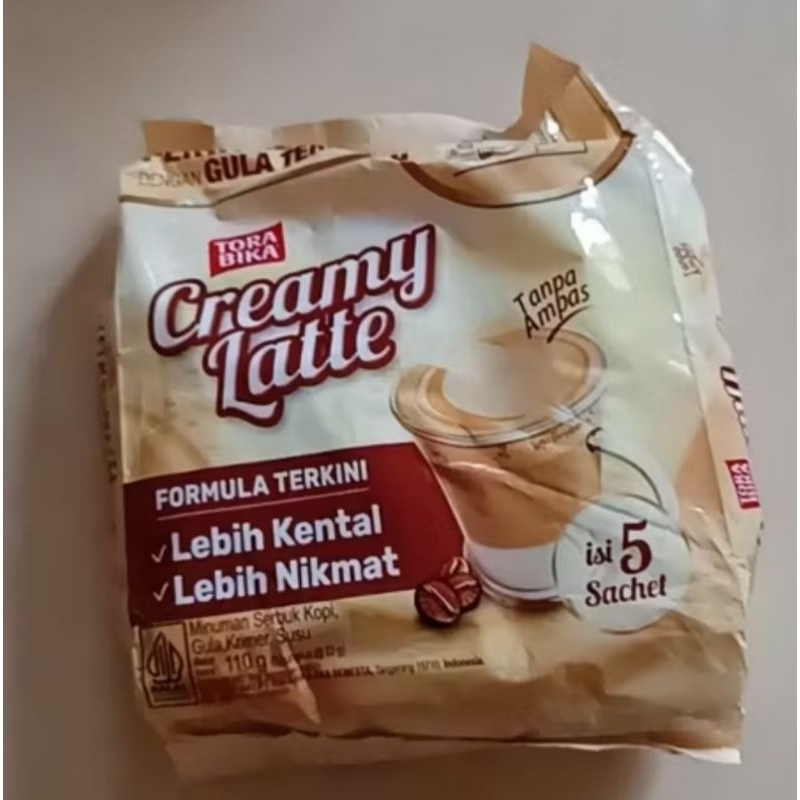 DENGAN GULA
TORA
BIKA
Creamy
Latte
Tanpa
Ampas
FORMULA TERKINI
Lebih Kental
Lebih Nikmat
isi 5
Sachet
Minuman Serbuk Kopi,
Gula, Krimer, Susu
110 g
Indonesia